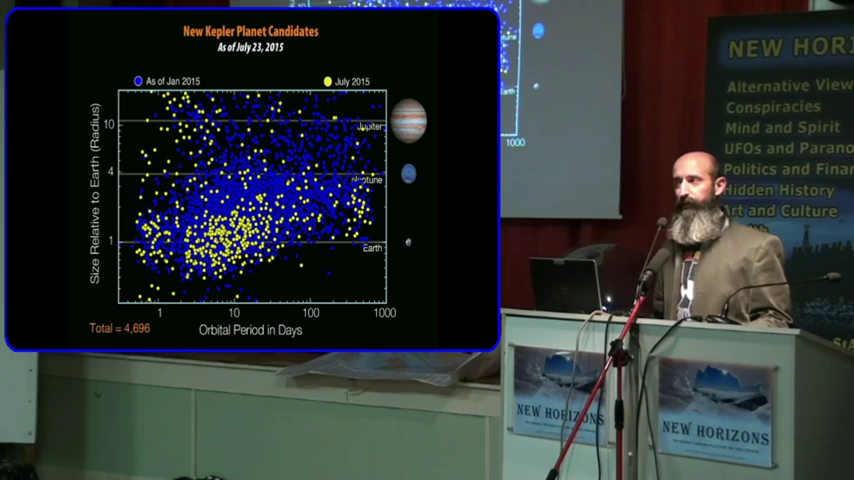 New Kepler Planet Candidates
As of July 23, 2015
As of Jan 2015
July 2015
Size Relative to Earth (Radius)
10
4
1
Jupiter
Neptune
Earth
1
10
100
1000
Orbital Period in Days
Total = 4,696
Earth
1000
NEW HORI
Alternative View
Conspiracies
Mind and Spirit
UFOs and Parano
Politics and Finan
Hidden History
Art and Culture
NEW HORIZONS
NEW HORIZONS